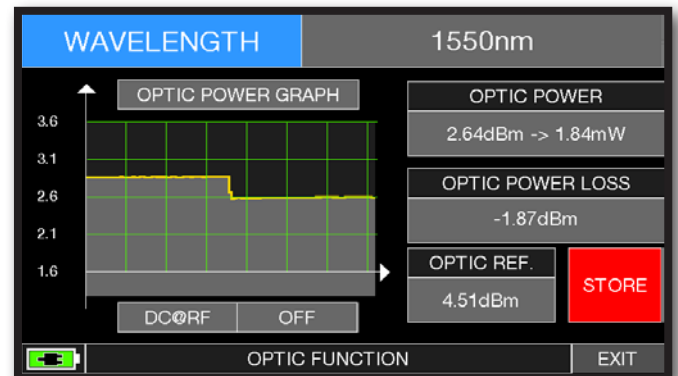 WAVELENGTH 1550nm
OPTIC POWER GRAPH
3.6
3.1
2.6
2.1
1.6
DC@RF OFF
OPTIC POWER
2.64dBm -> 1.84mW
OPTIC POWER LOSS
-1.87dBm
OPTIC REF.
4.51dBm
STORE
OPTIC FUNCTION EXIT